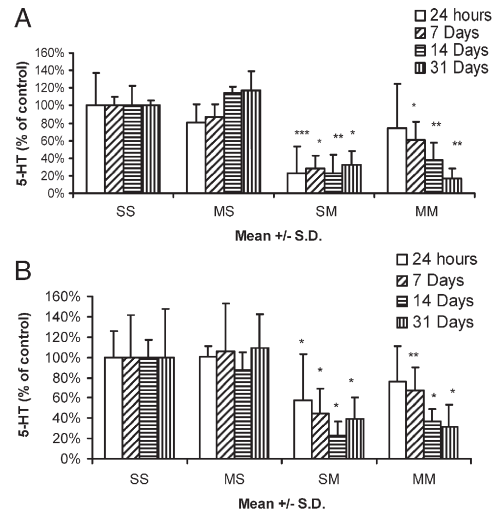 A
24 hours
7 Days
14 Days
31 Days
5-HT (% of control)
160%
140%
120%
100%
80%
60%
40%
20%
0%
***
*
**
*
*
**
**
SS
MS
SM
MM
Mean +/- S.D.
B
24 hours
7 Days
14 Days
31 Days
5-HT (% of control)
160%
140%
120%
100%
80%
60%
40%
20%
0%
*
*
*
*
**
*
*
SS
MS
SM
MM
Mean +/- S.D.